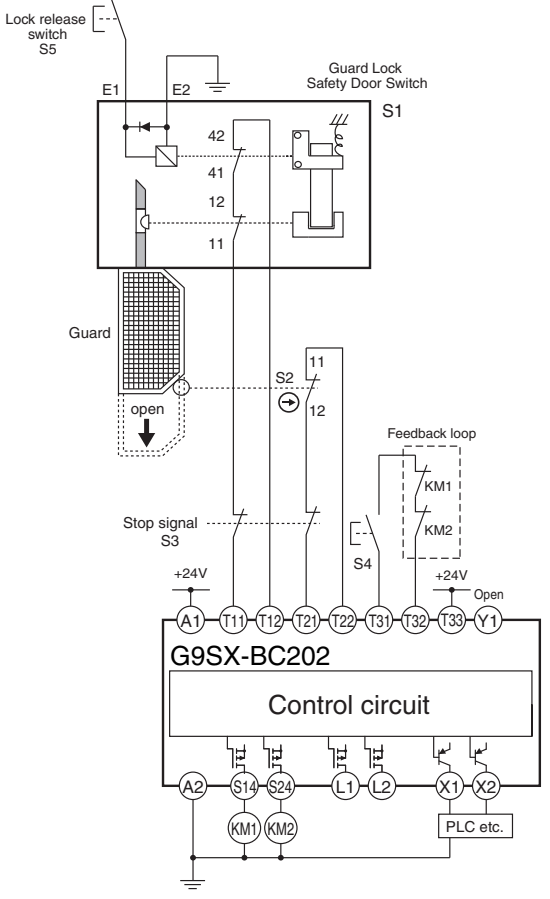 Lock release
switch
S5
Guard Lock
Safety Door Switch
E1 E2
S1
42
41
12
11
Guard
open
11
S2
12
Feedback loop
KM1
KM2
Stop signal
S3
S4
+24V
+24V
Open
A1 T11 T12 T21 T22 T31 T32 T33 Y1
G9SX-BC202
Control circuit
A2 S14 S24 L1 L2 X1 X2
KM1 KM2
PLC etc.